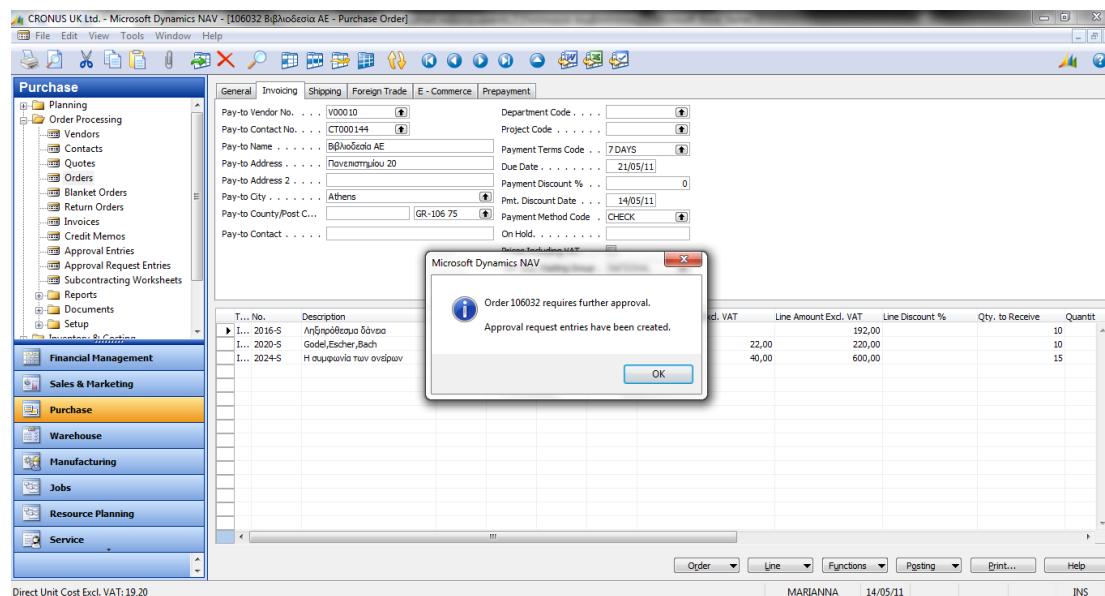 CRONUS UK Ltd. - Microsoft Dynamics NAV - [106032 Βιβλιοδεσία ΑΕ - Purchase Order]
File Edit View Tools Window Help
Purchase
Planning
Order Processing
Vendors
Contacts
Quotes
Orders
Blanket Orders
Return Orders
Invoices
Credit Memos
Approval Entries
Approval Request Entries
Subcontracting Worksheets
Reports
Documents
Setup
Inventory & Costing
Financial Management
Sales & Marketing
Purchase
Warehouse
Manufacturing
Jobs
Resource Planning
Service
General Invoicing Shipping Foreign Trade E - Commerce Prepayment
Pay-to Vendor No. . . . V00010
Pay-to Contact No. . . . CT000144
Pay-to Name . . . . . . Βιβλιοδεσία ΑΕ
Pay-to Address . . . . . Πανεπιστημίου 20
Pay-to Address 2 . . . .
Pay-to City . . . . . . . Athens
Pay-to County/Post C... GR-106 75
Pay-to Contact . . . . .
Department Code . . . .
Project Code . . . . . .
Payment Terms Code . . 7 DAYS
Due Date . . . . . . . . 21/05/11
Payment Discount % . . 0
Pmt. Discount Date . . . 14/05/11
Payment Method Code . CHECK
On Hold. . . . . . . . .
Prices Including VAT
Microsoft Dynamics NAV
Order 106032 requires further approval.
Approval request entries have been created.
OK
T... No. Description xcl. VAT Line Amount Excl. VAT Line Discount % Qty. to Receive Quantit
I... 2016-S Ληξιπρόθεσμα δάνεια 192,00 10
I... 2020-S Godel,Escher,Bach 22,00 220,00 10
I... 2024-S Η συμφωνία των ονείρων 40,00 600,00 15
Order Line Functions Posting Print... Help
Direct Unit Cost Excl. VAT: 19.20 MARIANNA 14/05/11 INS